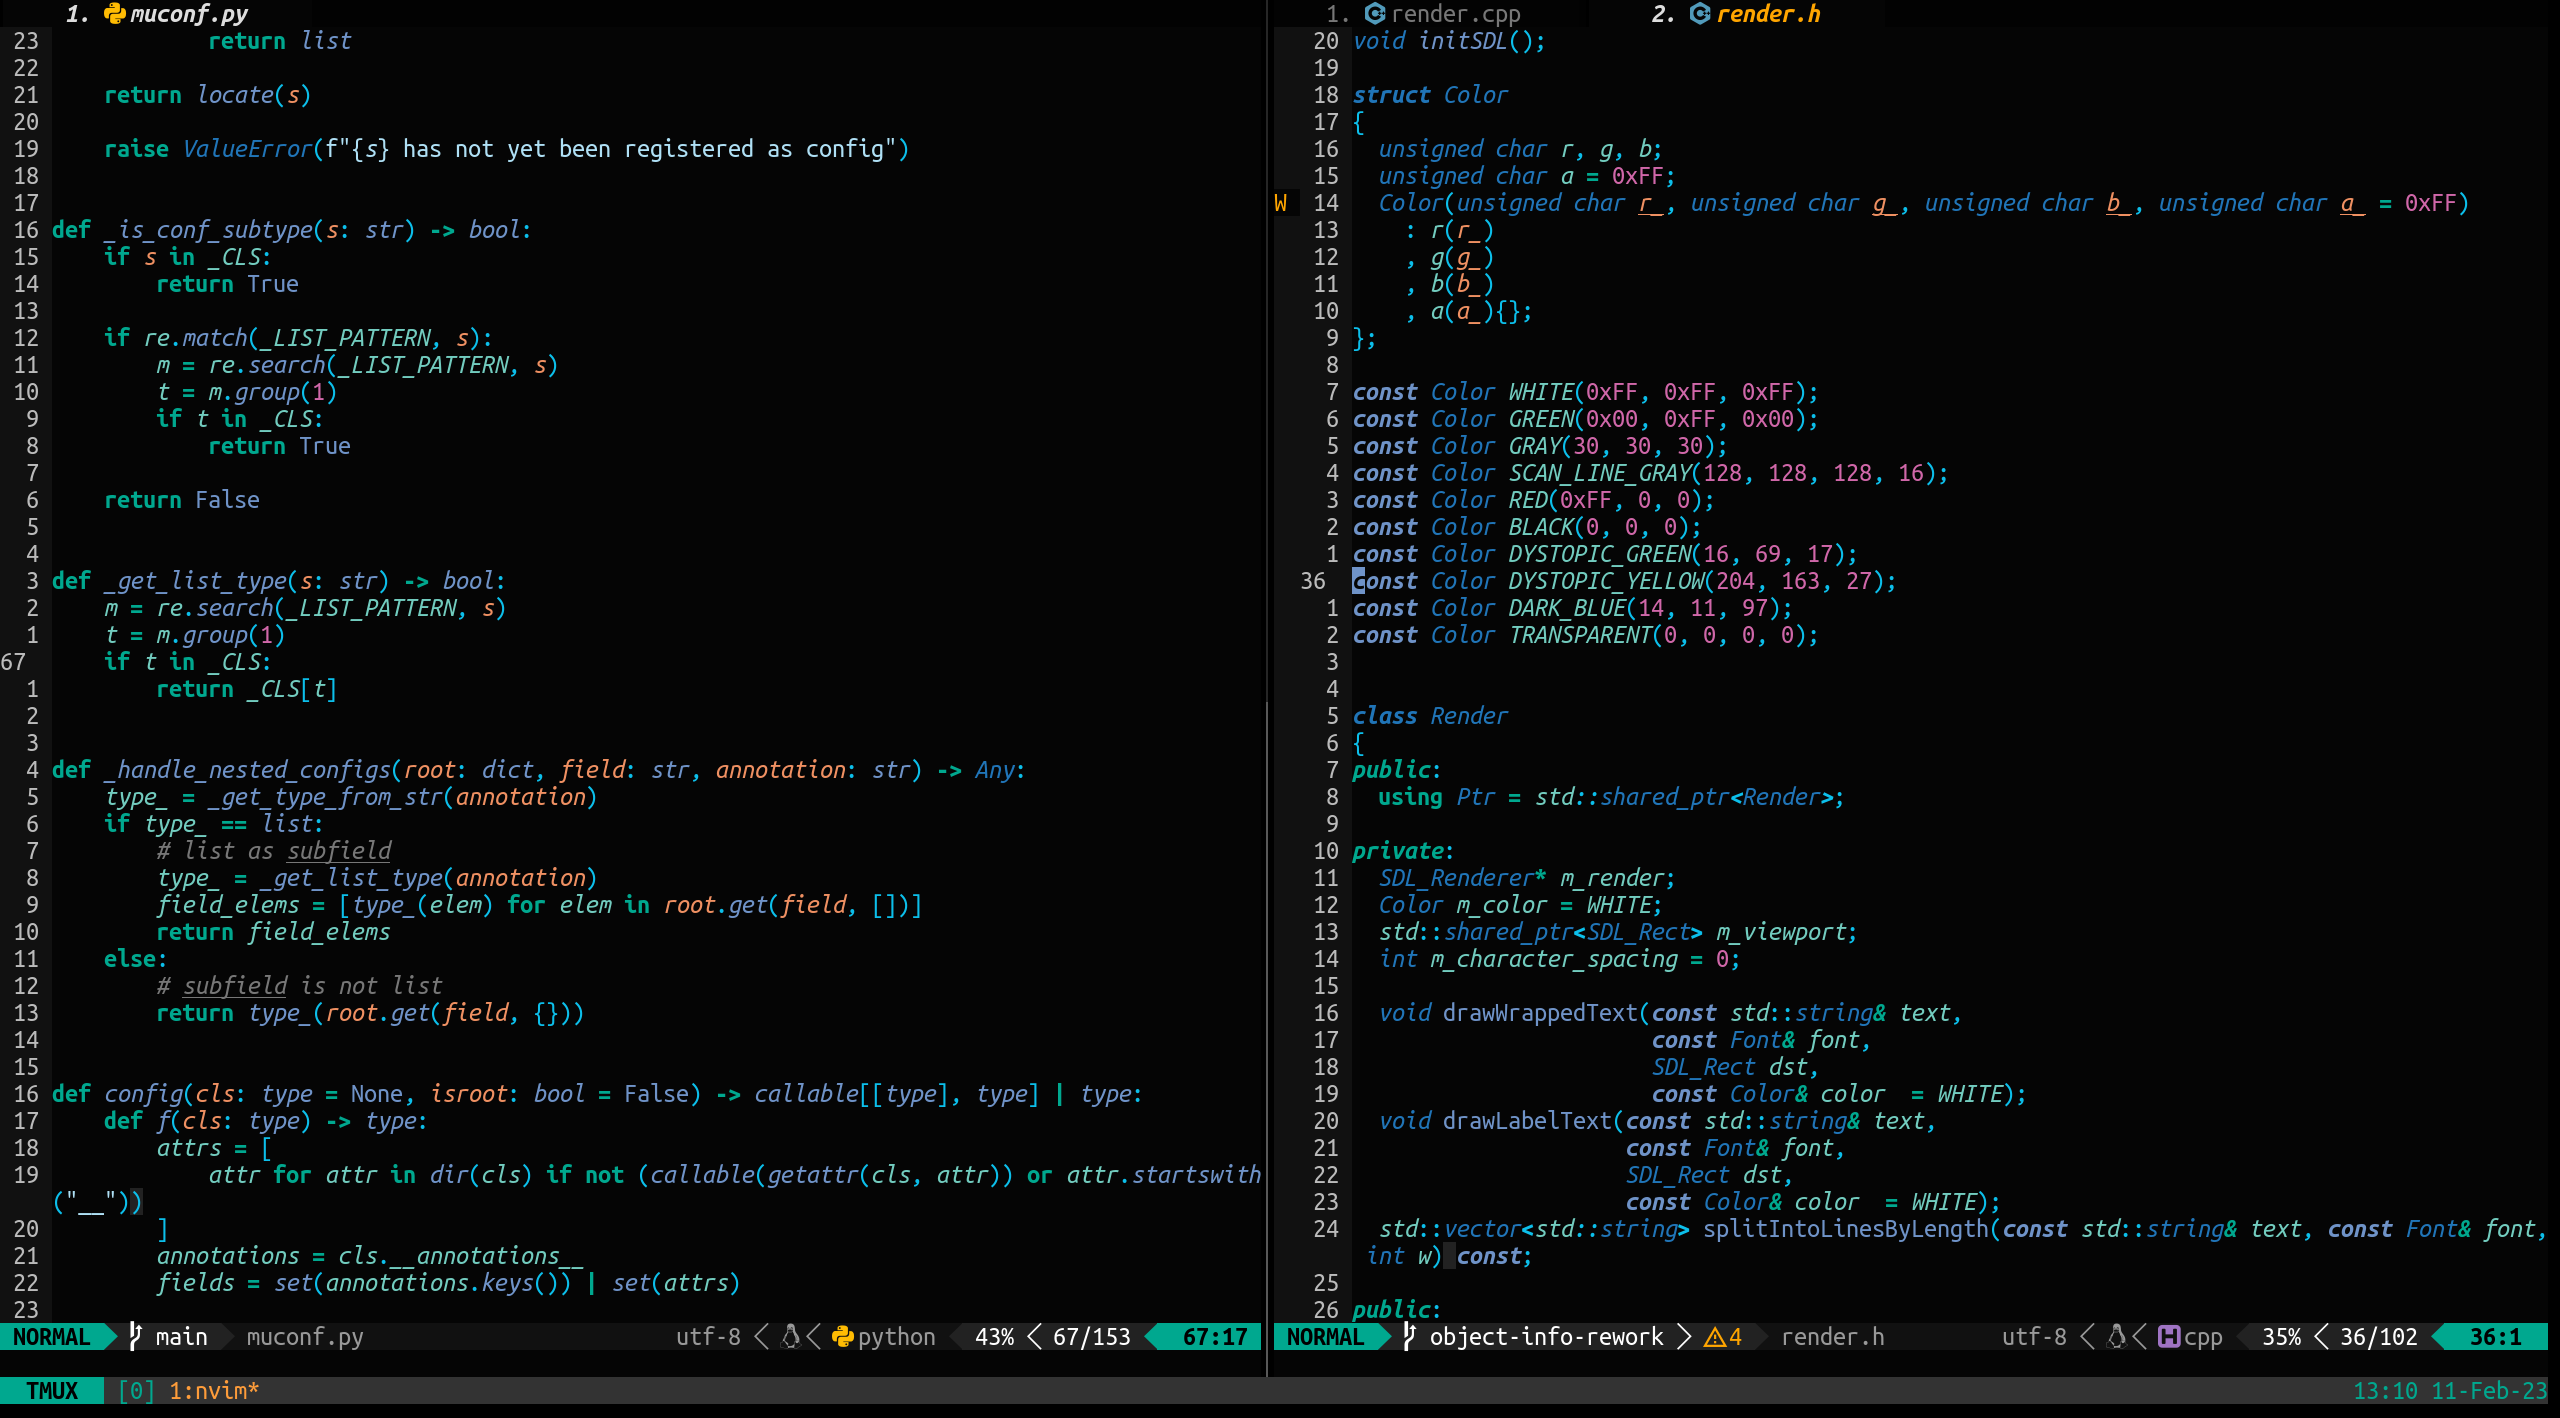 1. muconf.py
23             return list
22
21     return locate(s)
20
19     raise ValueError(f"{s} has not yet been registered as config")
18
17
16 def _is_conf_subtype(s: str) -> bool:
15     if s in _CLS:
14         return True
13
12     if re.match(_LIST_PATTERN, s):
11         m = re.search(_LIST_PATTERN, s)
10         t = m.group(1)
9         if t in _CLS:
8             return True
7
6     return False
5
4
3 def _get_list_type(s: str) -> bool:
2     m = re.search(_LIST_PATTERN, s)
1     t = m.group(1)
67     if t in _CLS:
1         return _CLS[t]
2
3
4 def _handle_nested_configs(root: dict, field: str, annotation: str) -> Any:
5     type_ = _get_type_from_str(annotation)
6     if type_ == list:
7         # list as subfield
8         type_ = _get_list_type(annotation)
9         field_elems = [type_(elem) for elem in root.get(field, [])]
10         return field_elems
11     else:
12         # subfield is not list
13         return type_(root.get(field, {}))
14
15
16 def config(cls: type = None, isroot: bool = False) -> callable[[type], type] | type:
17     def f(cls: type) -> type:
18         attrs = [
19             attr for attr in dir(cls) if not (callable(getattr(cls, attr)) or attr.startswith
("__"))
20         ]
21         annotations = cls.__annotations__
22         fields = set(annotations.keys()) | set(attrs)
23
NORMAL main muconf.py utf-8 python 43% 67/153 67:17
1. render.cpp 2. render.h
20 void initSDL();
19
18 struct Color
17 {
16   unsigned char r, g, b;
15   unsigned char a = 0xFF;
W 14   Color(unsigned char r_, unsigned char g_, unsigned char b_, unsigned char a_ = 0xFF)
13     : r(r_)
12     , g(g_)
11     , b(b_)
10     , a(a_){};
9 };
8
7 const Color WHITE(0xFF, 0xFF, 0xFF);
6 const Color GREEN(0x00, 0xFF, 0x00);
5 const Color GRAY(30, 30, 30);
4 const Color SCAN_LINE_GRAY(128, 128, 128, 16);
3 const Color RED(0xFF, 0, 0);
2 const Color BLACK(0, 0, 0);
1 const Color DYSTOPIC_GREEN(16, 69, 17);
36 const Color DYSTOPIC_YELLOW(204, 163, 27);
1 const Color DARK_BLUE(14, 11, 97);
2 const Color TRANSPARENT(0, 0, 0, 0);
3
4
5 class Render
6 {
7 public:
8   using Ptr = std::shared_ptr<Render>;
9
10 private:
11   SDL_Renderer* m_render;
12   Color m_color = WHITE;
13   std::shared_ptr<SDL_Rect> m_viewport;
14   int m_character_spacing = 0;
15
16   void drawWrappedText(const std::string& text,
17                        const Font& font,
18                        SDL_Rect dst,
19                        const Color& color  = WHITE);
20   void drawLabelText(const std::string& text,
21                      const Font& font,
22                      SDL_Rect dst,
23                      const Color& color  = WHITE);
24   std::vector<std::string> splitIntoLinesByLength(const std::string& text, const Font& font,
 int w) const;
25
26 public:
NORMAL object-info-rework 4 render.h utf-8 H cpp 35% 36/102 36:1
TMUX [0] 1:nvim* 13:10 11-Feb-23